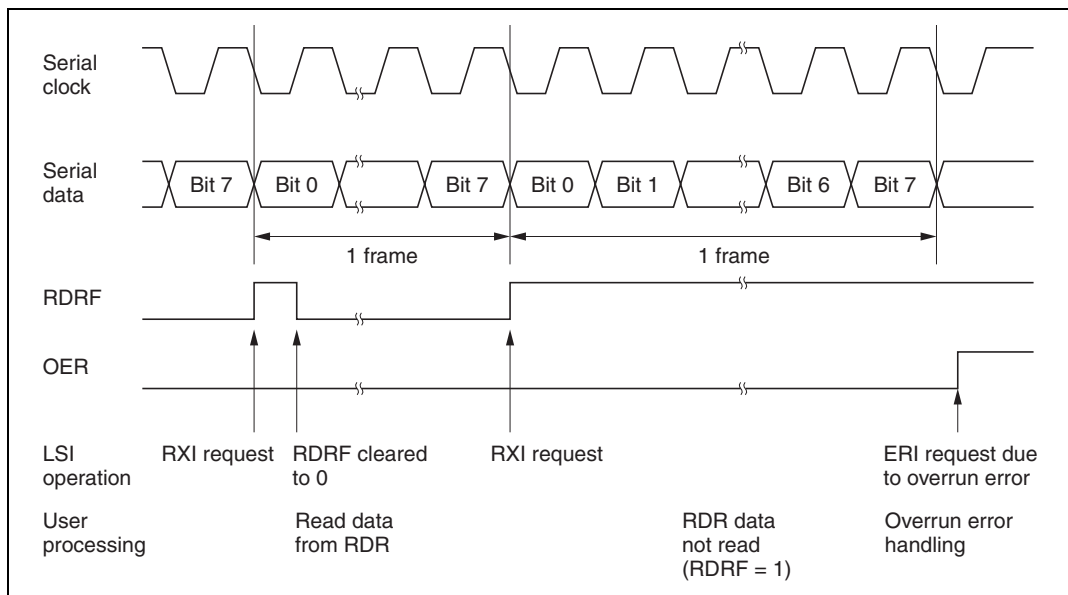 Serial
clock
Serial
data
Bit 7 Bit 0 Bit 7 Bit 0 Bit 1 Bit 6 Bit 7
1 frame 1 frame
RDRF
OER
LSI
operation
RXI request
RDRF cleared
to 0
RXI request
ERI request due
to overrun error
User
processing
Read data
from RDR
RDR data
not read
(RDRF = 1)
Overrun error
handling